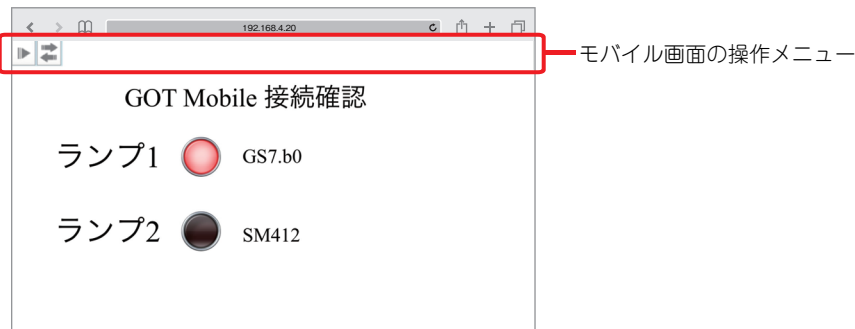 192.168.4.20
モバイル画面の操作メニュー
GOT Mobile 接続確認
ランプ1 GS7.b0
ランプ2 SM412